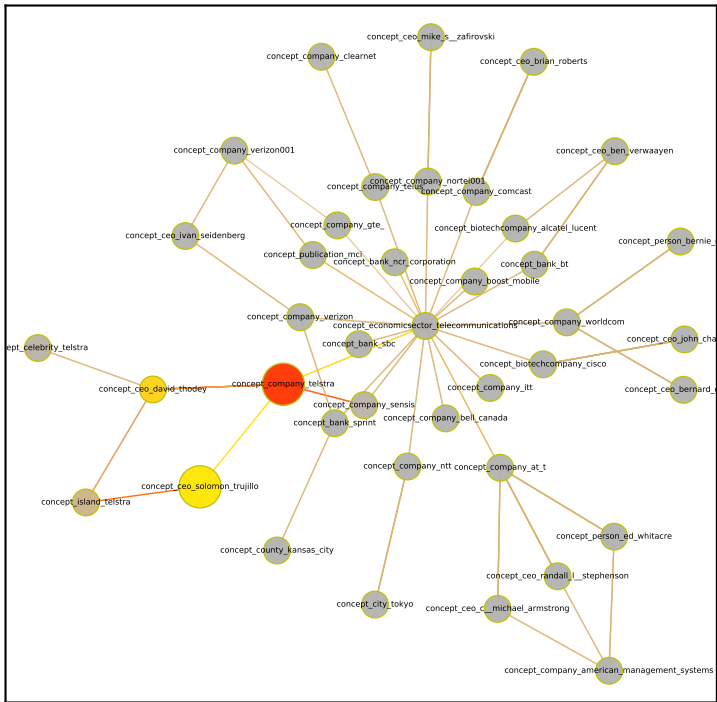 concept_ceo_mike_s__zafirovski
concept_company_clearnet
concept_ceo_brian_roberts
concept_company_verizon001
concept_ceo_ben_verwaayen
concept_company_nortel001
concept_company_telus
concept_company_comcast
concept_company_gte_
concept_biotechcompany_alcatel_lucent
concept_ceo_ivan_seidenberg
concept_person_bernie_
concept_publication_mci
concept_bank_ncr_corporation
concept_bank_bt
concept_company_boost_mobile
concept_company_verizon
concept_economicsector_telecommunications
concept_company_worldcom
concept_bank_sbc
ept_celebrity_telstra
concept_ceo_john_cha
concept_biotechcompany_cisco
concept_company_telstra
concept_ceo_david_thodey
concept_company_itt
concept_ceo_bernard_
concept_company_sensis
concept_company_bell_canada
concept_bank_sprint
concept_company_ntt
concept_company_at_t
concept_ceo_solomon_trujillo
concept_island_telstra
concept_person_ed_whitacre
concept_county_kansas_city
concept_ceo_randall_l__stephenson
concept_city_tokyo
concept_ceo_c__michael_armstrong
concept_company_american_management_systems